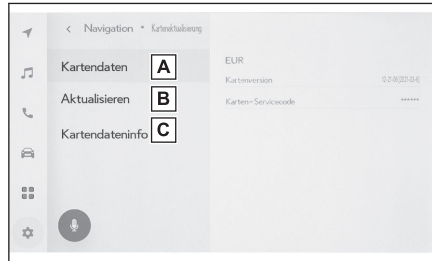 < Navigation • Kartenaktualisierung
Kartendaten A
Aktualisieren B
Kartendateninfo C
EUR
Kartenversion
Karten-Servicecode ******